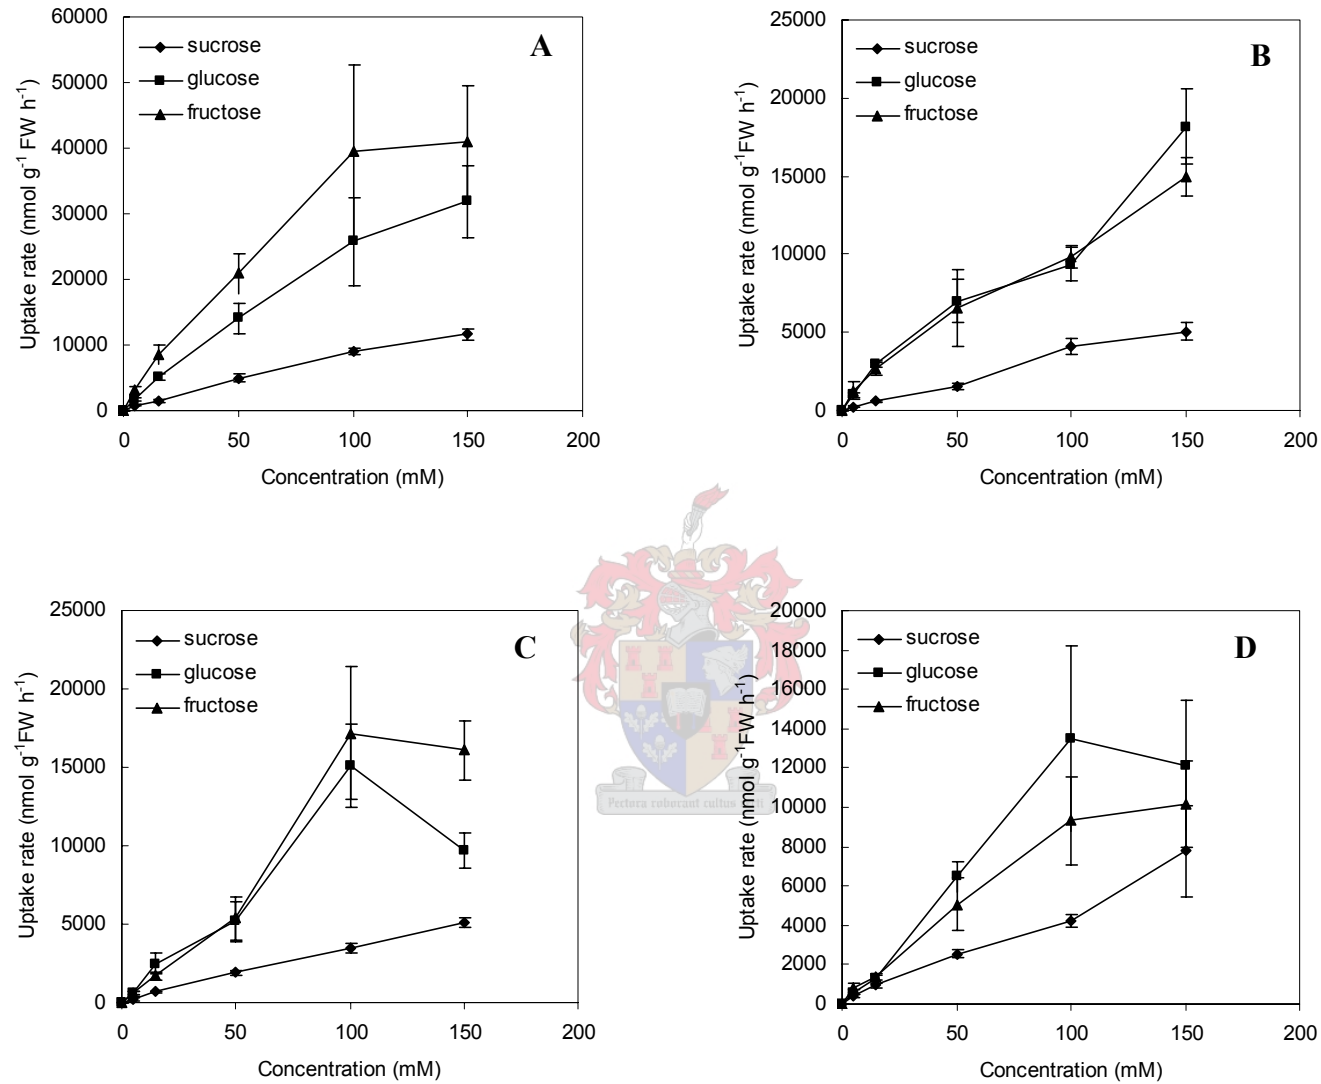 A
sucrose
glucose
fructose
60000
50000
40000
30000
20000
10000
0
Uptake rate (nmol g-1 FW h-1)
0 50 100 150 200
Concentration (mM)
B
sucrose
glucose
fructose
25000
20000
15000
10000
5000
0
Uptake rate (nmol g-1FW h-1)
0 50 100 150 200
Concentration (mM)
C
sucrose
glucose
fructose
25000
20000
15000
10000
5000
0
Uptake rate (nmol g-1FW h-1)
0 50 100 150 200
Concentration (mM)
D
sucrose
glucose
fructose
20000
18000
16000
14000
12000
10000
8000
6000
4000
2000
0
Uptake rate (nmol g-1FW h-1)
0 50 100 150 200
Concentration (mM)
Pectora roborant cultus